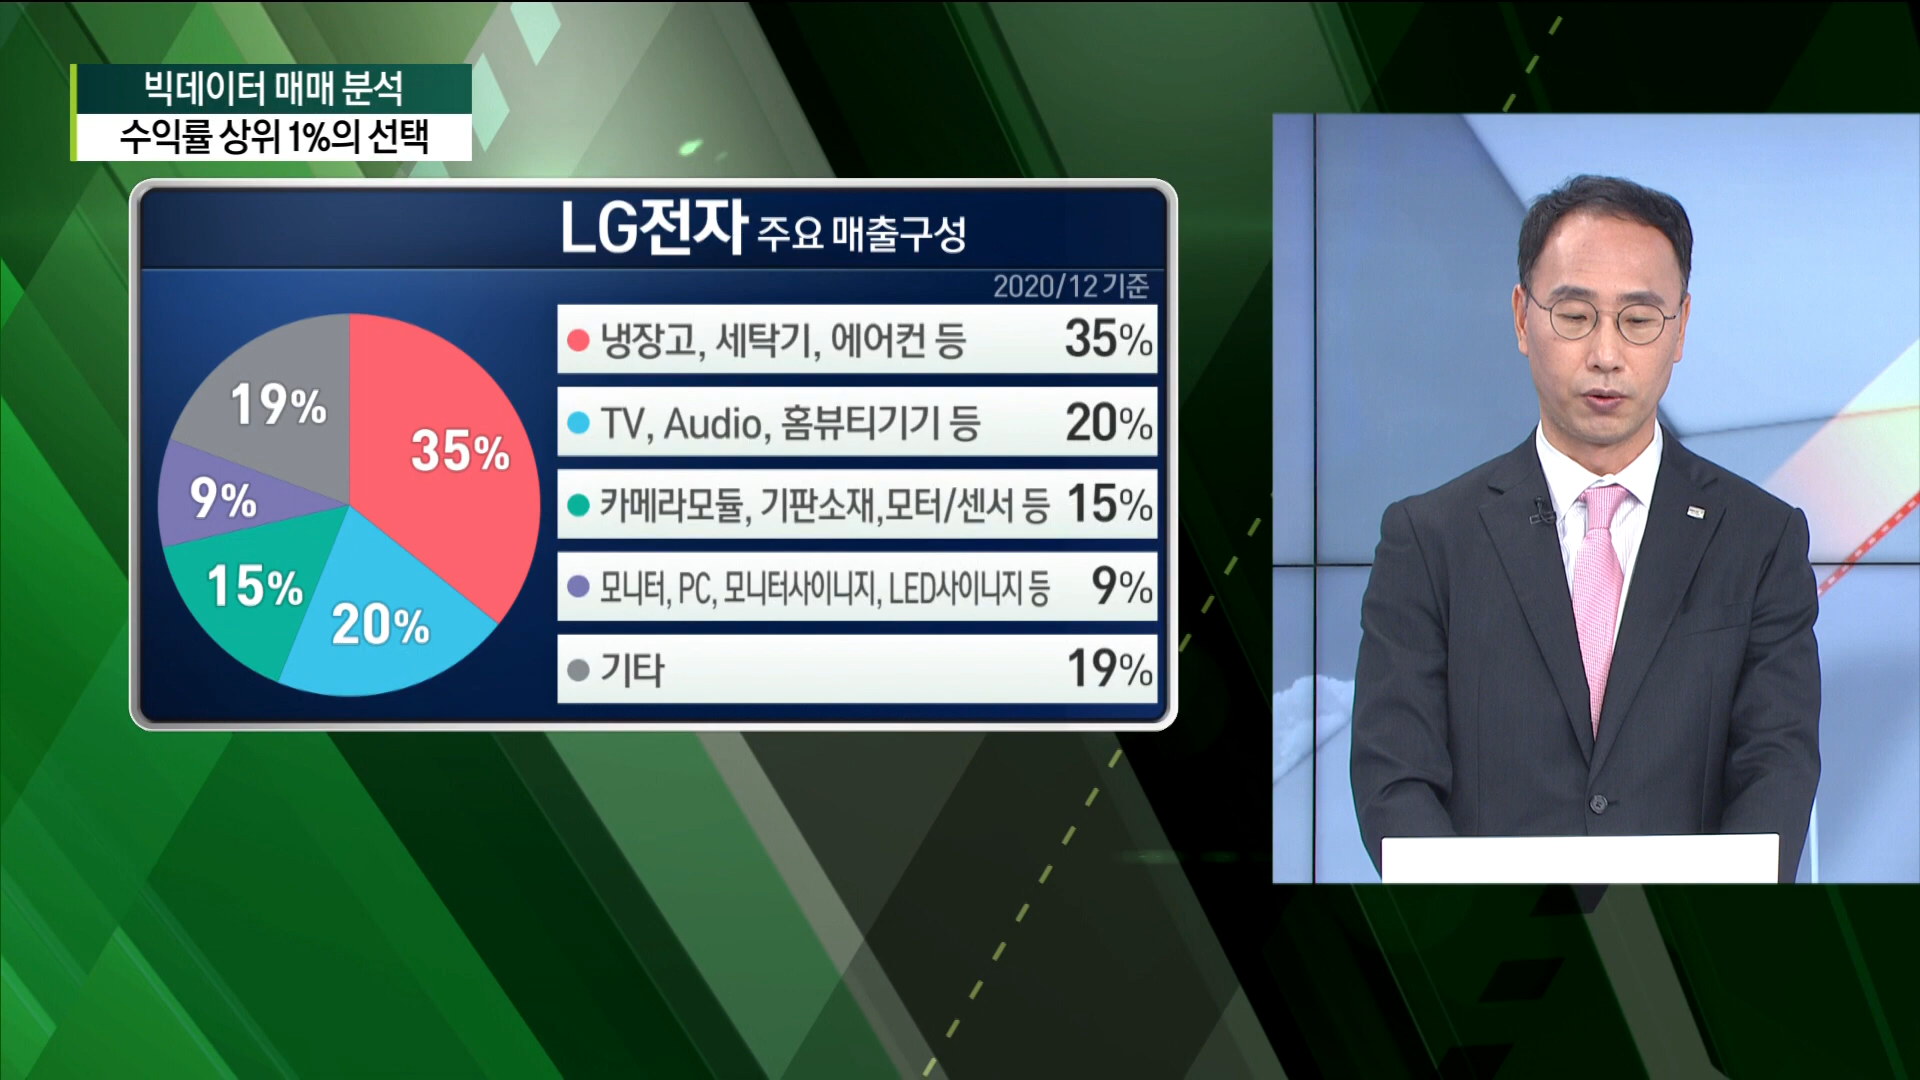 빅데이터 매매 분석
수익률 상위 1%의 선택
LG전자 주요 매출구성
2020/12 기준
냉장고, 세탁기, 에어컨 등 35%
TV, Audio, 홈뷰티기기 등 20%
카메라모듈, 기판소재,모터/센서 등 15%
모니터, PC, 모니터사이니지, LED사이니지 등 9%
기타 19%
35%
20%
15%
9%
19%